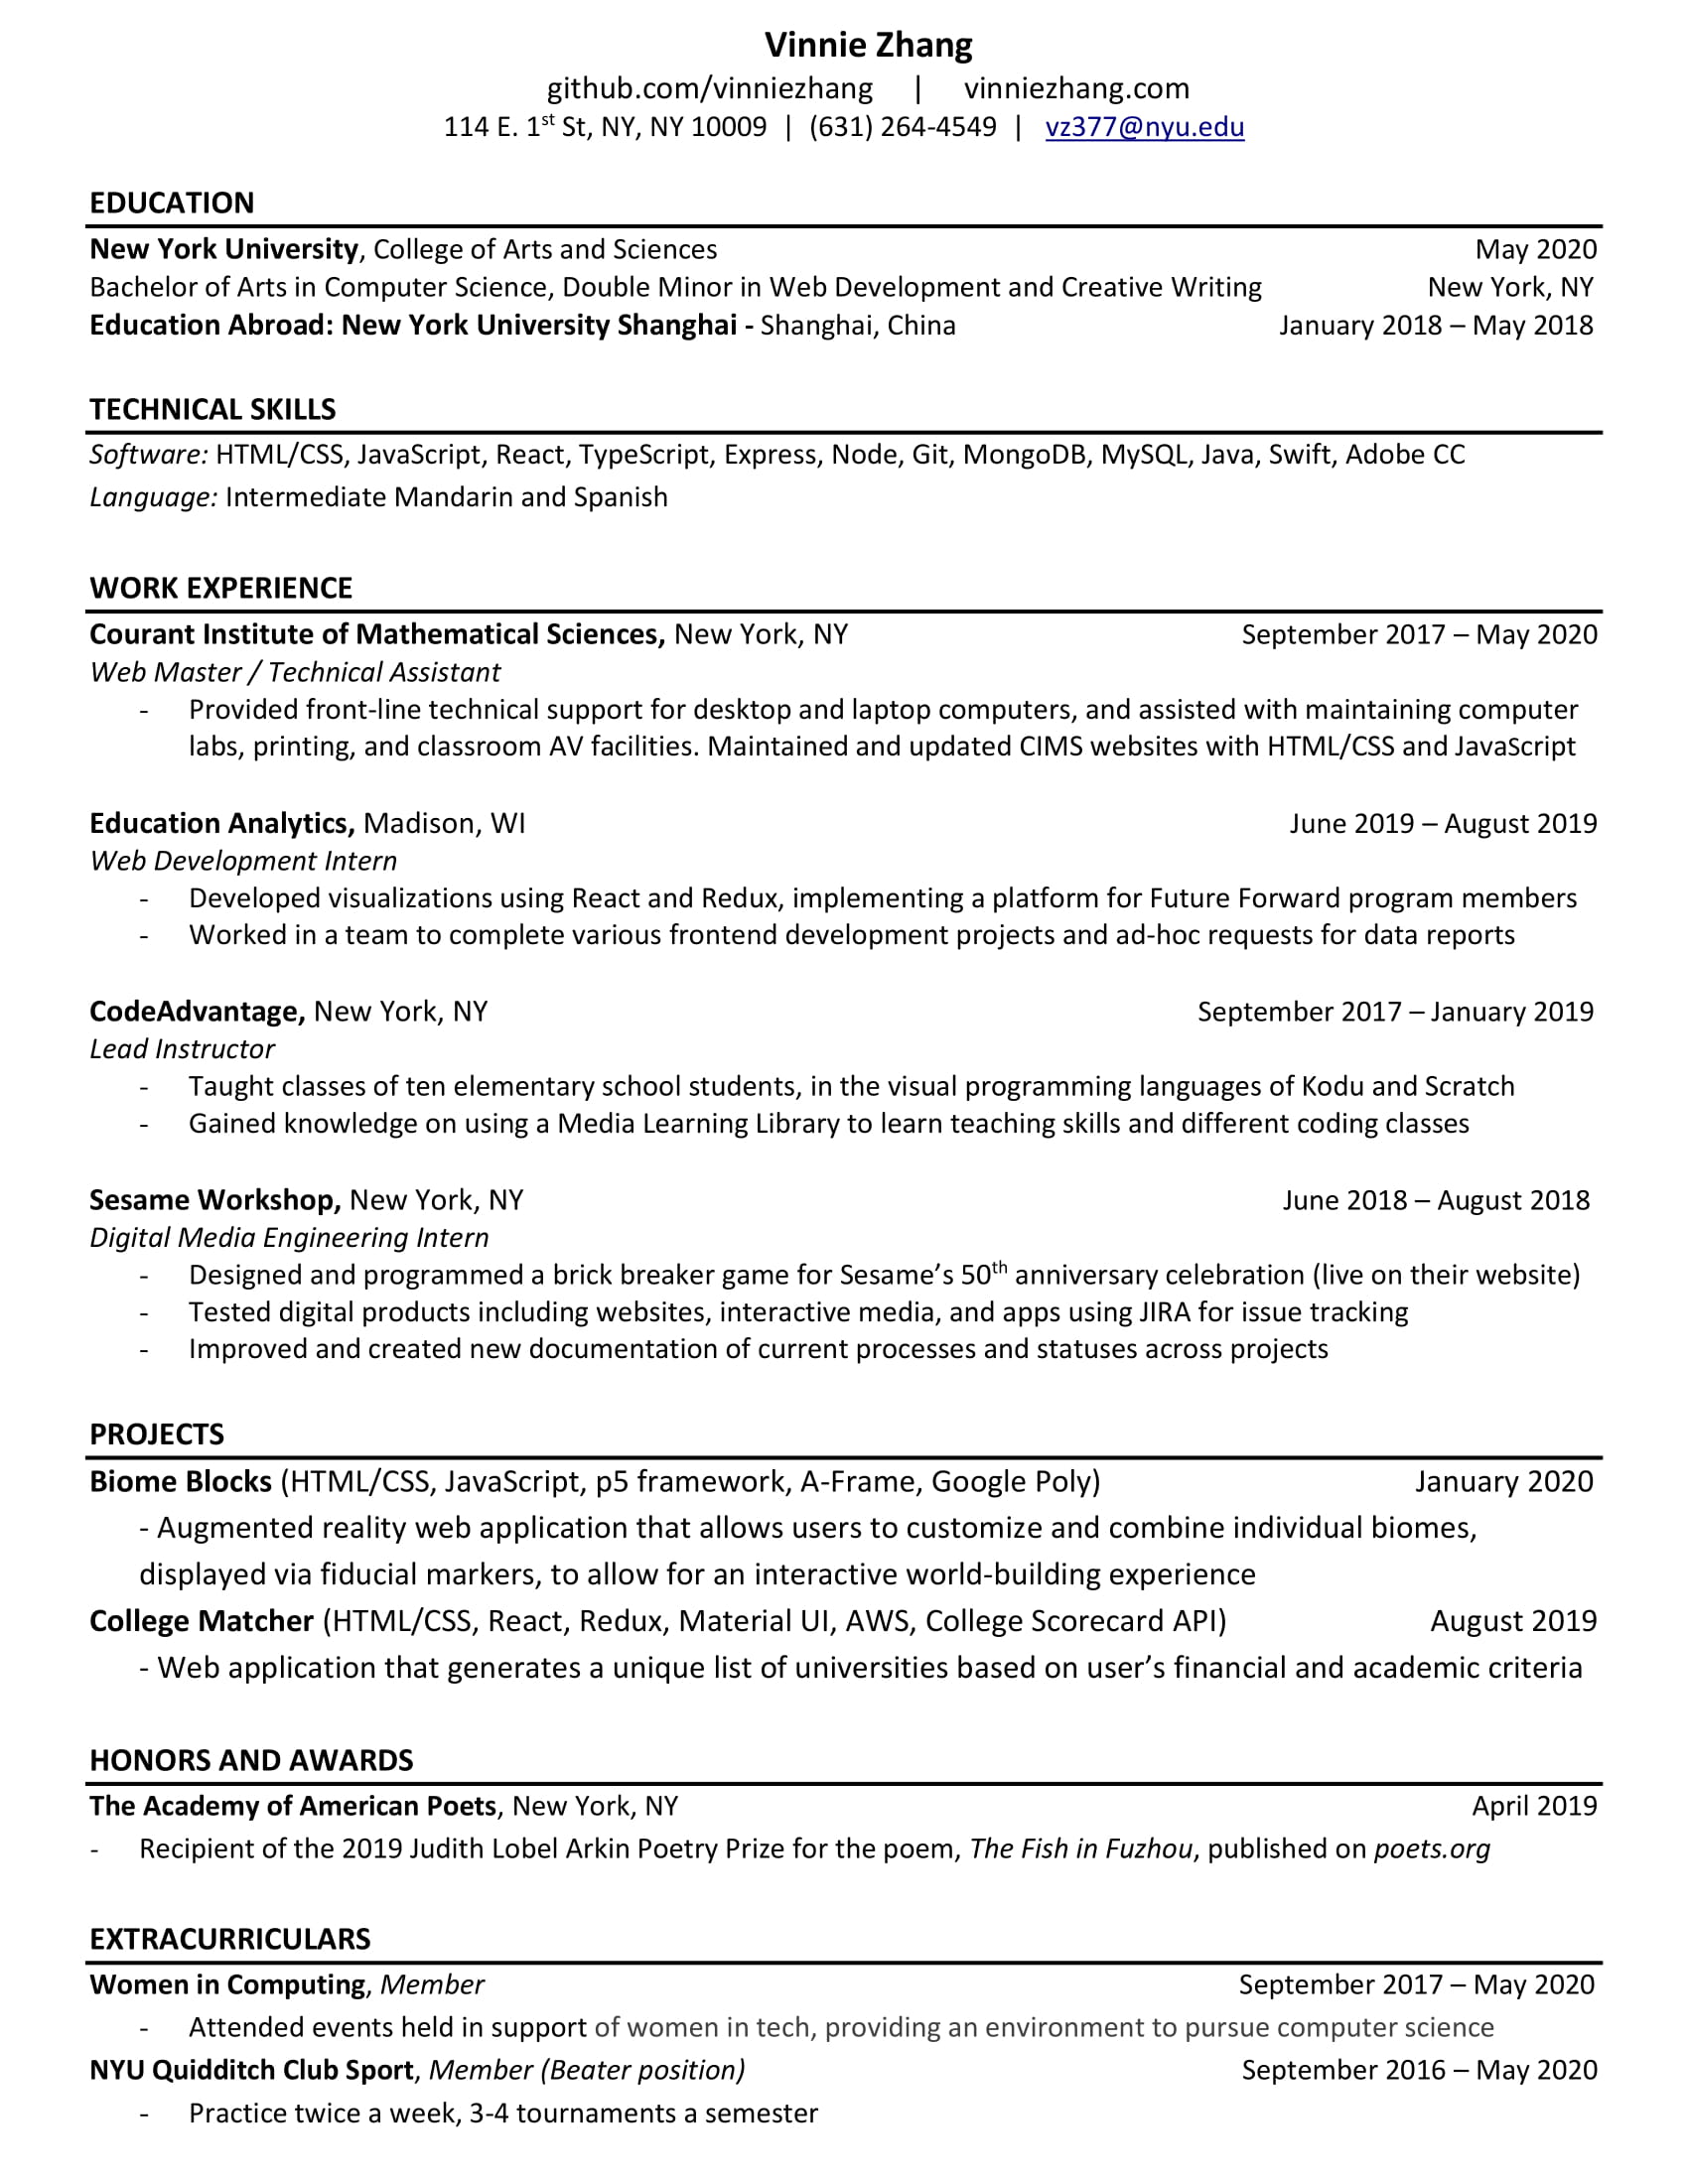 Vinnie Zhang
github.com/vinniezhang | vinniezhang.com
114 E. 1st St, NY, NY 10009 | (631) 264-4549 | vz377@nyu.edu
EDUCATION
New York University, College of Arts and Sciences May 2020
Bachelor of Arts in Computer Science, Double Minor in Web Development and Creative Writing New York, NY
Education Abroad: New York University Shanghai - Shanghai, China January 2018 – May 2018
TECHNICAL SKILLS
Software: HTML/CSS, JavaScript, React, TypeScript, Express, Node, Git, MongoDB, MySQL, Java, Swift, Adobe CC
Language: Intermediate Mandarin and Spanish
WORK EXPERIENCE
Courant Institute of Mathematical Sciences, New York, NY September 2017 – May 2020
Web Master / Technical Assistant
- Provided front-line technical support for desktop and laptop computers, and assisted with maintaining computer
labs, printing, and classroom AV facilities. Maintained and updated CIMS websites with HTML/CSS and JavaScript
Education Analytics, Madison, WI June 2019 – August 2019
Web Development Intern
- Developed visualizations using React and Redux, implementing a platform for Future Forward program members
- Worked in a team to complete various frontend development projects and ad-hoc requests for data reports
CodeAdvantage, New York, NY September 2017 – January 2019
Lead Instructor
- Taught classes of ten elementary school students, in the visual programming languages of Kodu and Scratch
- Gained knowledge on using a Media Learning Library to learn teaching skills and different coding classes
Sesame Workshop, New York, NY June 2018 – August 2018
Digital Media Engineering Intern
- Designed and programmed a brick breaker game for Sesame’s 50th anniversary celebration (live on their website)
- Tested digital products including websites, interactive media, and apps using JIRA for issue tracking
- Improved and created new documentation of current processes and statuses across projects
PROJECTS
Biome Blocks (HTML/CSS, JavaScript, p5 framework, A-Frame, Google Poly) January 2020
- Augmented reality web application that allows users to customize and combine individual biomes,
displayed via fiducial markers, to allow for an interactive world-building experience
College Matcher (HTML/CSS, React, Redux, Material UI, AWS, College Scorecard API) August 2019
- Web application that generates a unique list of universities based on user’s financial and academic criteria
HONORS AND AWARDS
The Academy of American Poets, New York, NY April 2019
- Recipient of the 2019 Judith Lobel Arkin Poetry Prize for the poem, The Fish in Fuzhou, published on poets.org
EXTRACURRICULARS
Women in Computing, Member September 2017 – May 2020
- Attended events held in support of women in tech, providing an environment to pursue computer science
NYU Quidditch Club Sport, Member (Beater position) September 2016 – May 2020
- Practice twice a week, 3-4 tournaments a semester